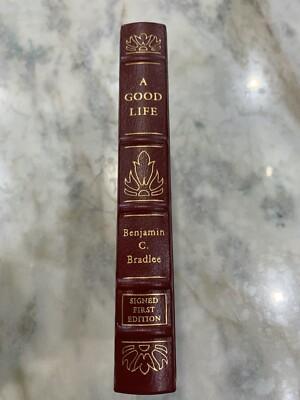 A
GOOD
LIFE
Benjamin
C.
Bradlee
SIGNED
FIRST
EDITION